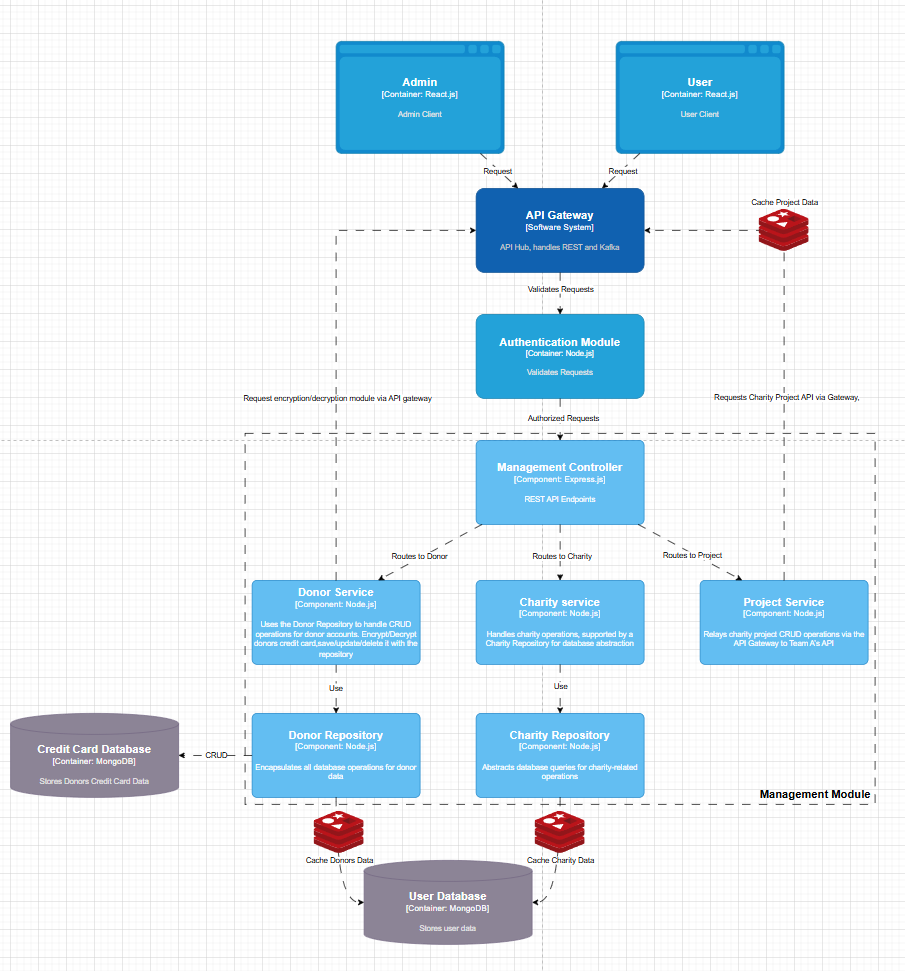 Admin
[Container: React.js]
Admin Client
User
[Container: React.js]
User Client
Request
Request
API Gateway
[Software System]
API Hub, handles REST and Kafka
Cache Project Data
Validates Requests
Authentication Module
[Container: Node.js]
Validates Requests
Request encryption/decryption module via API gateway
Requests Charity Project API via Gateway,
Authorized Requests
Management Controller
[Component: Express.js]
REST API Endpoints
Routes to Donor
Routes to Charity
Routes to Project
Donor Service
[Component: Node.js]
Uses the Donor Repository to handle CRUD
operations for donor accounts. Encrypt/Decrypt
donors credit card,save/update/delete it with the
repository
Charity service
[Component: Node.js]
Handles charity operations, supported by a
Charity Repository for database abstraction
Project Service
[Component: Node.js]
Relays charity project CRUD operations via the
API Gateway to Team A's API
Use
Use
Donor Repository
[Component: Node.js]
Encapsulates all database operations for donor
data
Charity Repository
[Component: Node.js]
Abstracts database queries for charity-related
operations
CRUD
Credit Card Database
[Container: MongoDB]
Stores Donors Credit Card Data
Management Module
Cache Donors Data
Cache Charity Data
User Database
[Container: MongoDB]
Stores user data